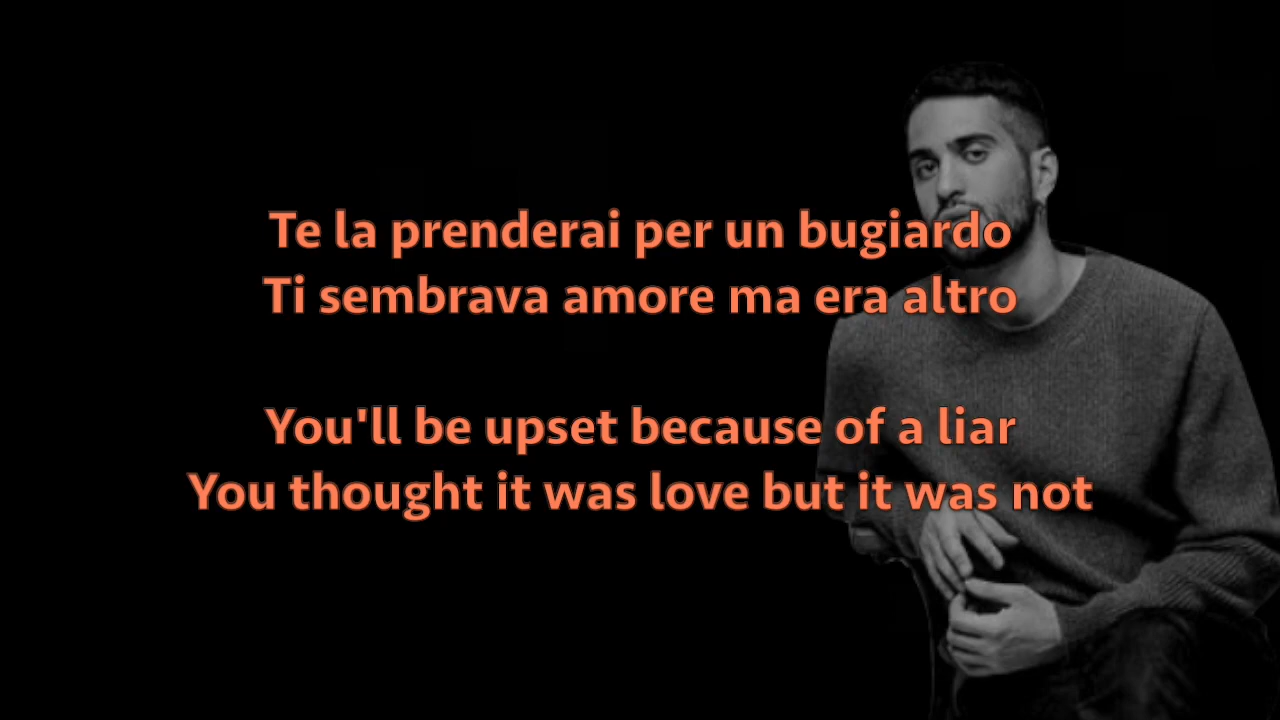 Te la prenderai per un bugiardo
Ti sembrava amore ma era altro
You'll be upset because of a liar
You thought it was love but it was not